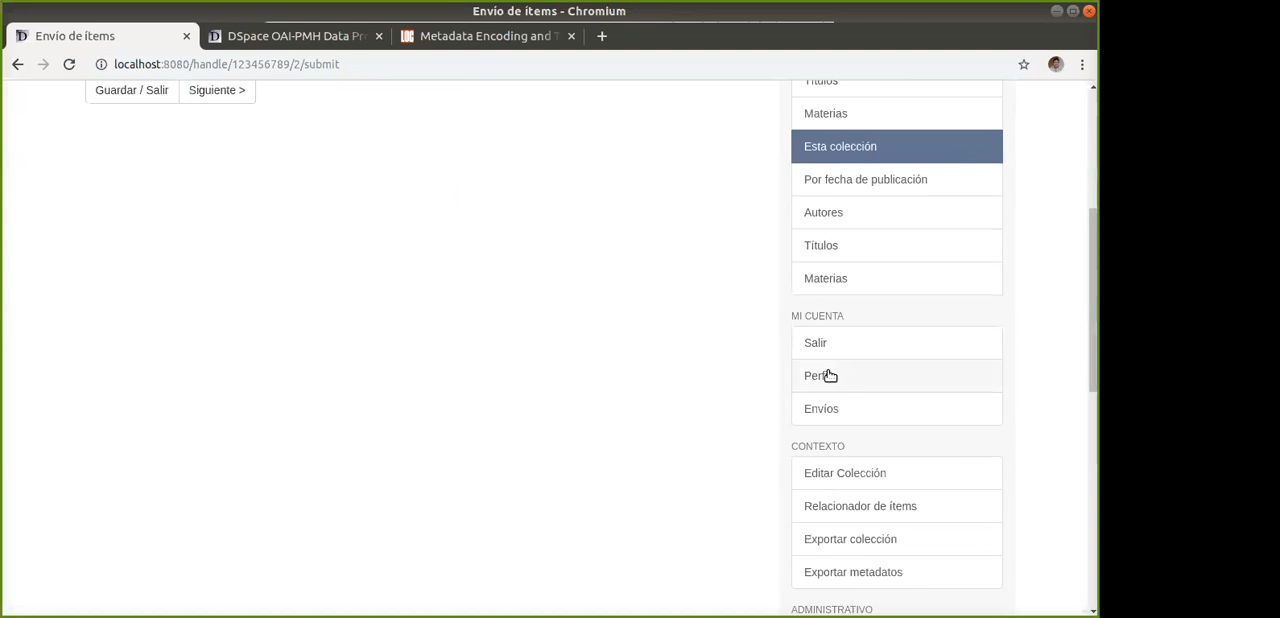 Envío de ítems - Chromium
Envío de ítems
DSpace OAI-PMH Data Pr
Metadata Encoding and T
localhost:8080/handle/123456789/2/submit
Guardar / Salir
Siguiente >
Títulos
Materias
Esta colección
Por fecha de publicación
Autores
Títulos
Materias
MI CUENTA
Salir
Perfil
Envíos
CONTEXTO
Editar Colección
Relacionador de ítems
Exportar colección
Exportar metadatos
ADMINISTRATIVO